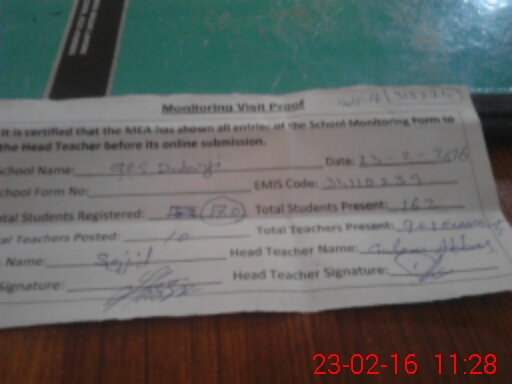 Monitoring Visit Proof
It is certified that the MEA has shown all entries of the School Monitoring Form to
the Head Teacher before its online submission.
School Name: GES Date: 23-2-2016
School Form No: EMIS Code:
Total Students Registered: 170 Total Students Present: 162
Total Teachers Posted: 10 Total Teachers Present: 9+1
Name: Sajjid Head Teacher Name: Abbas
Signature: Head Teacher Signature:
23-02-16 11:28